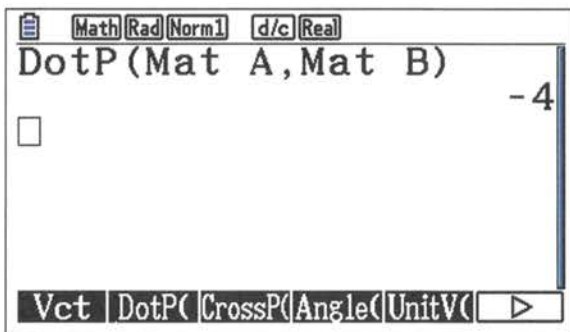 Math Rad Norm1 d/c Real
DotP(Mat A,Mat B)
-4
Vct DotP( CrossP( Angle( UnitV( ▷